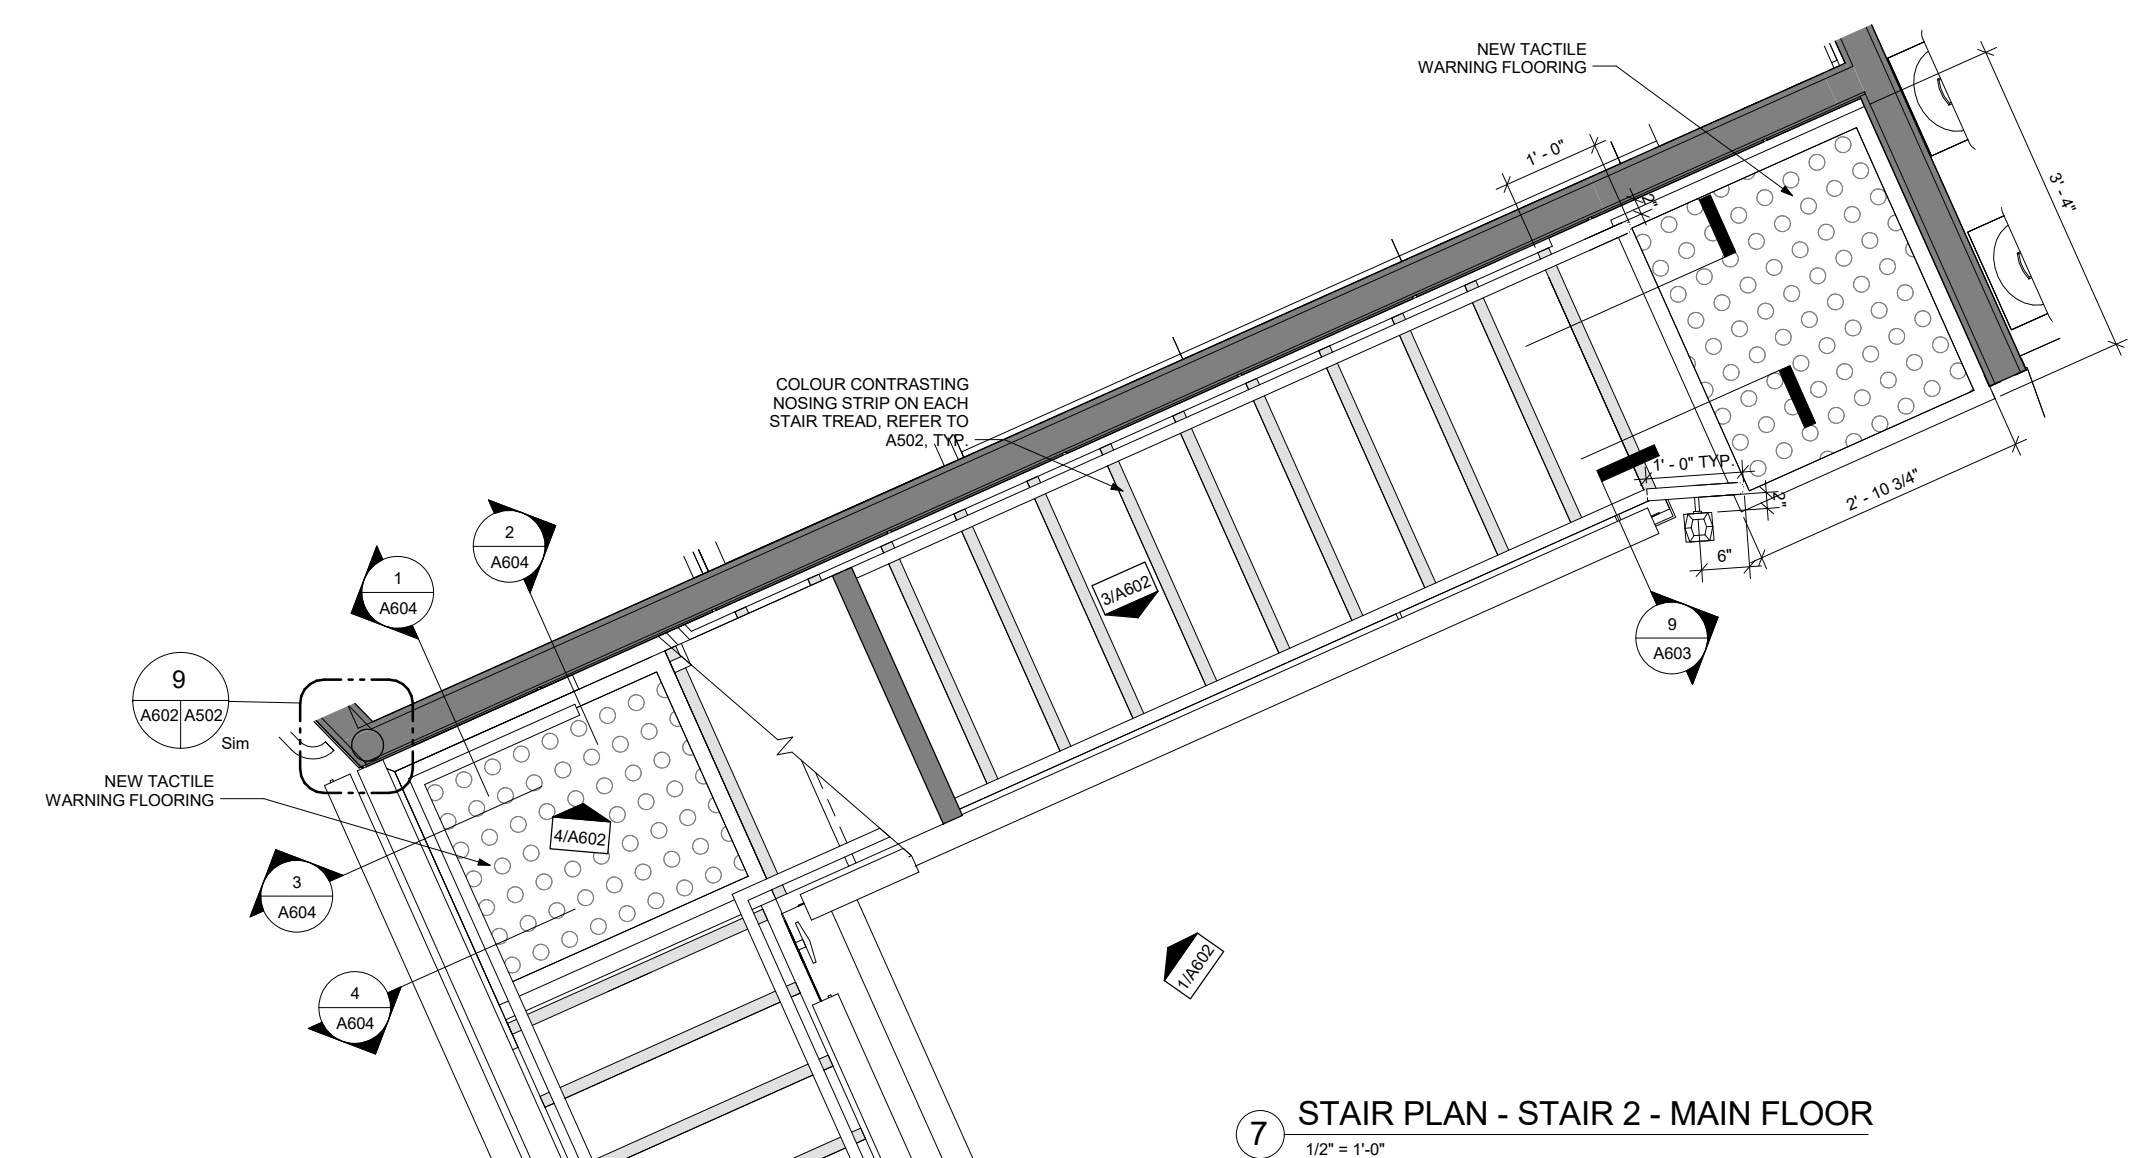 NEW TACTILE
WARNING FLOORING
1' - 0"
2"
3' - 4"
COLOUR CONTRASTING
NOSING STRIP ON EACH
STAIR TREAD, REFER TO
A502, TYP.
1' - 0" TYP.
2"
2' - 10 3/4"
6"
2
A604
1
A604
3/A602
9
A603
9
A602 A502
Sim
NEW TACTILE
WARNING FLOORING
4/A602
3
A604
4
A604
1/A602
7
STAIR PLAN - STAIR 2 - MAIN FLOOR
1/2" = 1'-0"